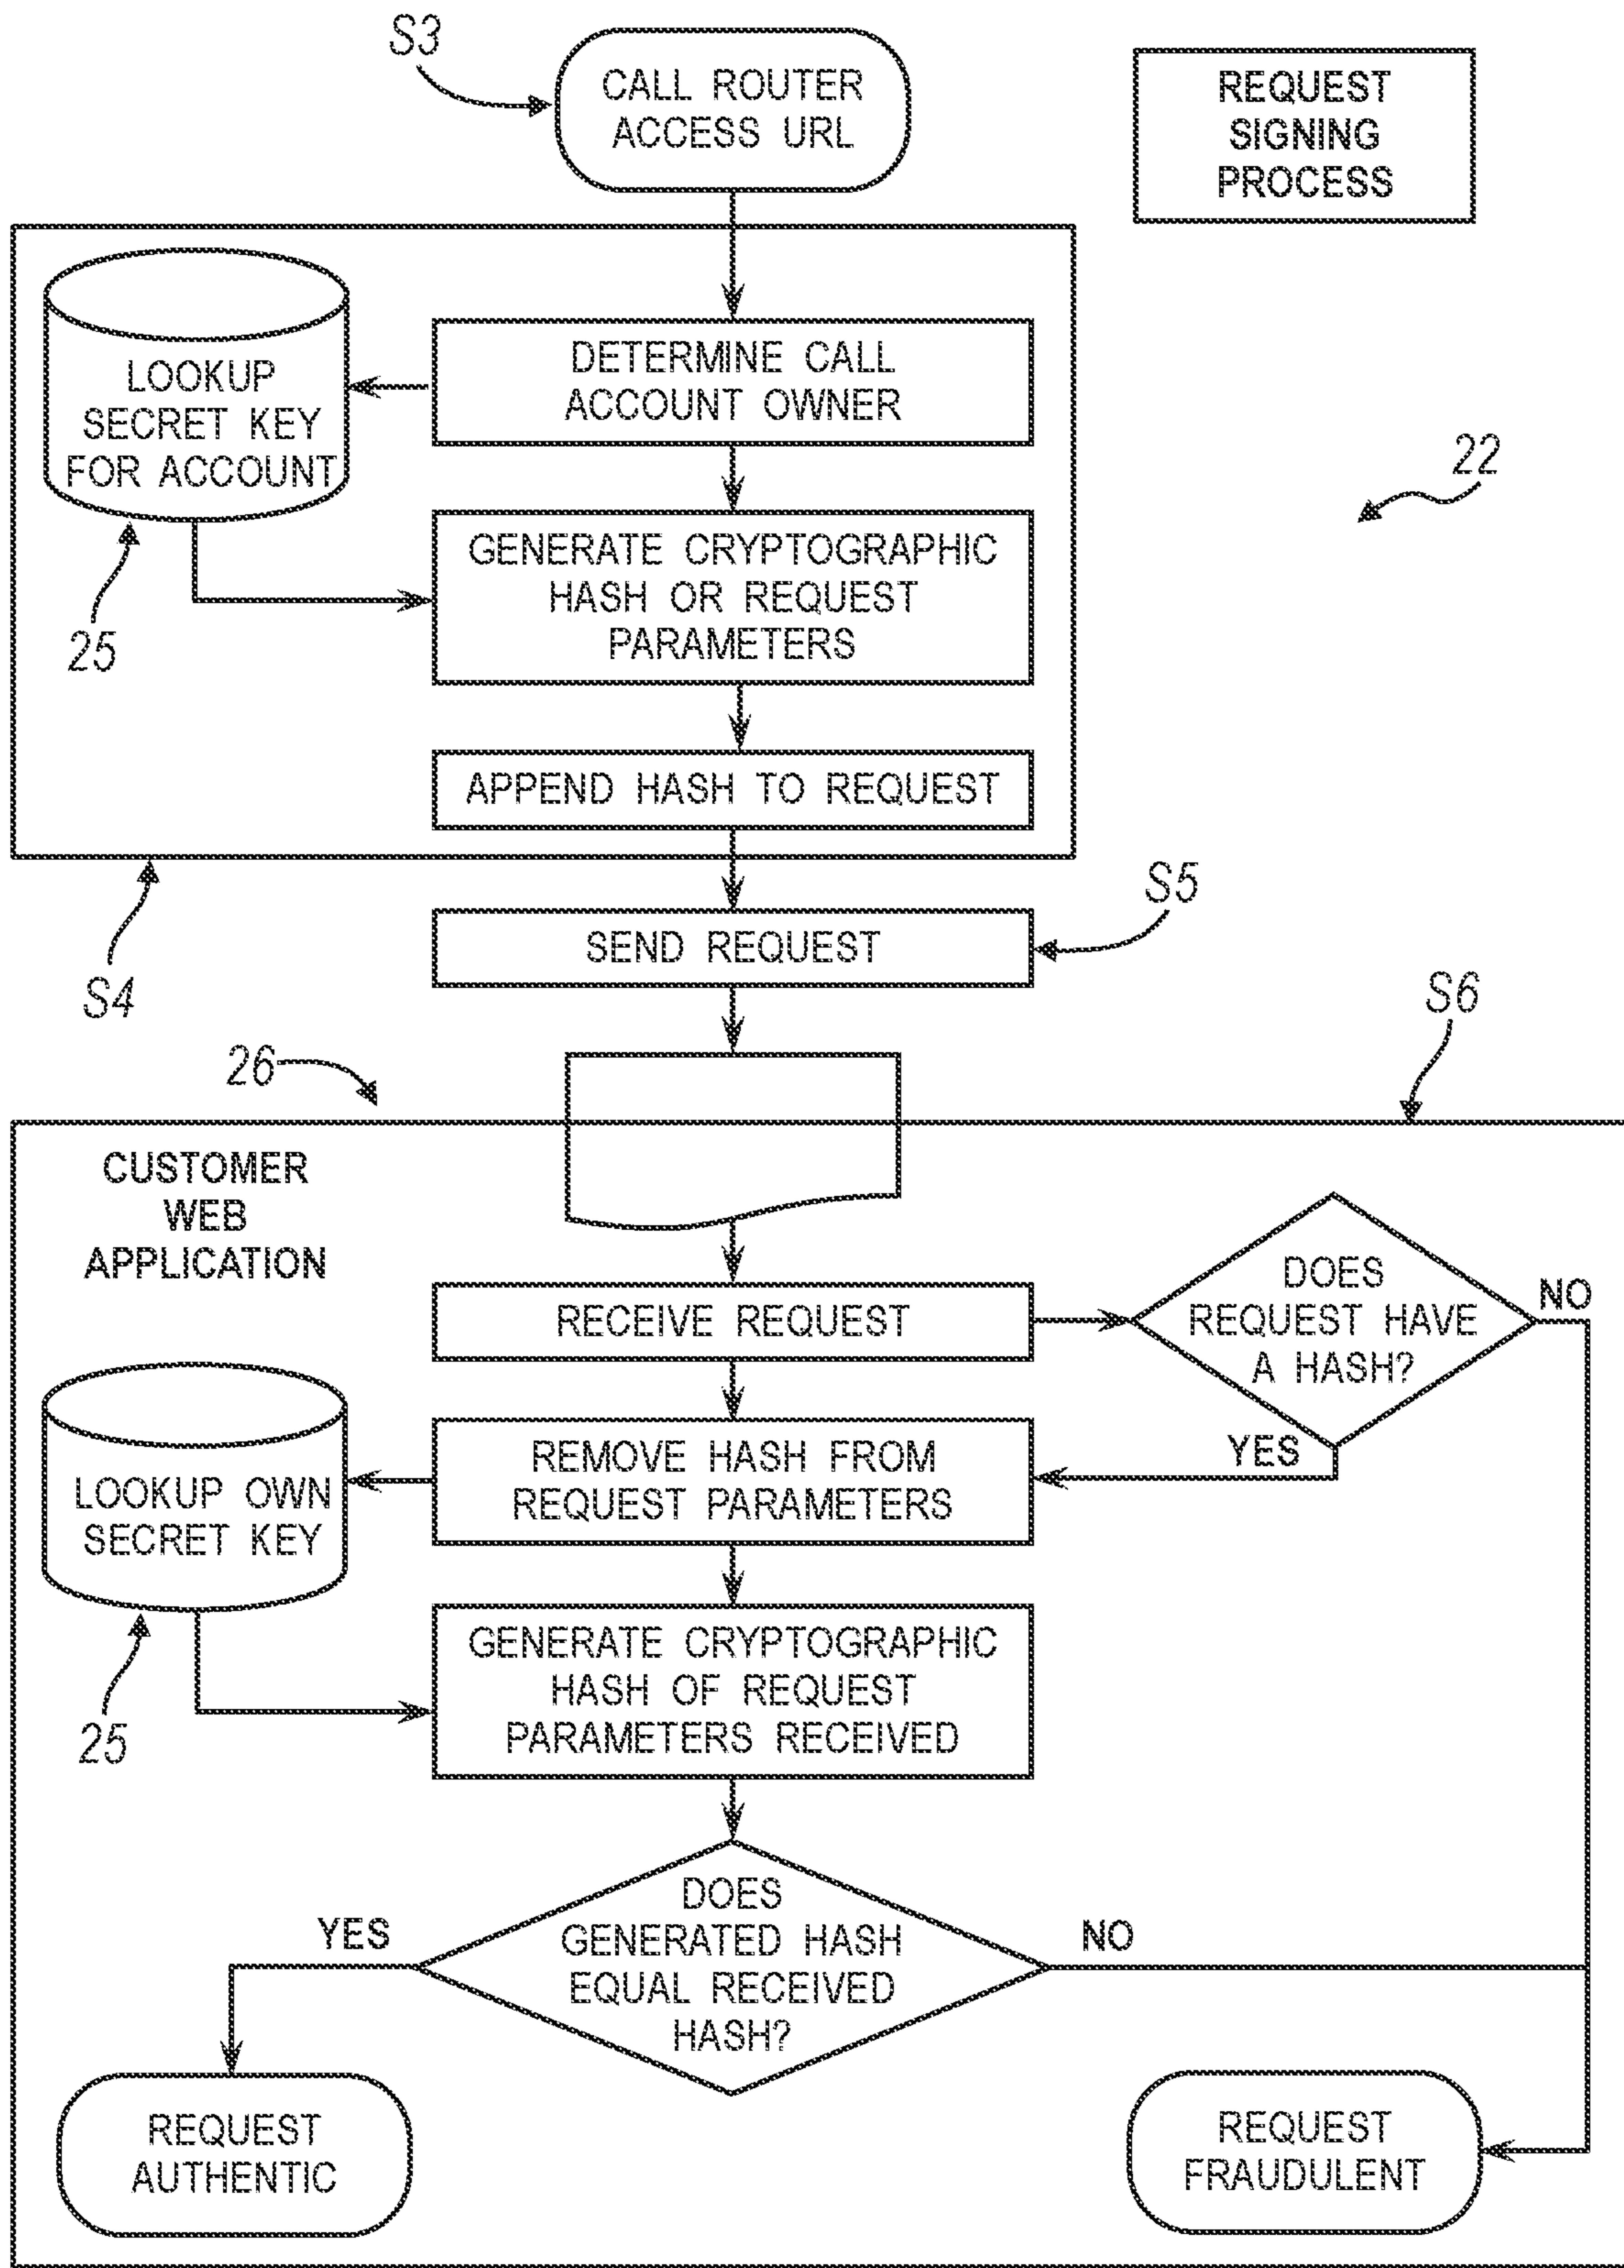 S3
CALL ROUTER
ACCESS URL
REQUEST
SIGNING
PROCESS
LOOKUP
SECRET KEY
FOR ACCOUNT
DETERMINE CALL
ACCOUNT OWNER
22
GENERATE CRYPTOGRAPHIC
HASH OR REQUEST
PARAMETERS
25
APPEND HASH TO REQUEST
S4
SEND REQUEST
S5
26
S6
CUSTOMER
WEB
APPLICATION
RECEIVE REQUEST
DOES
REQUEST HAVE
A HASH?
NO
YES
REMOVE HASH FROM
REQUEST PARAMETERS
LOOKUP OWN
SECRET KEY
GENERATE CRYPTOGRAPHIC
HASH OF REQUEST
PARAMETERS RECEIVED
25
DOES
GENERATED HASH
EQUAL RECEIVED
HASH?
YES
NO
REQUEST
AUTHENTIC
REQUEST
FRAUDULENT